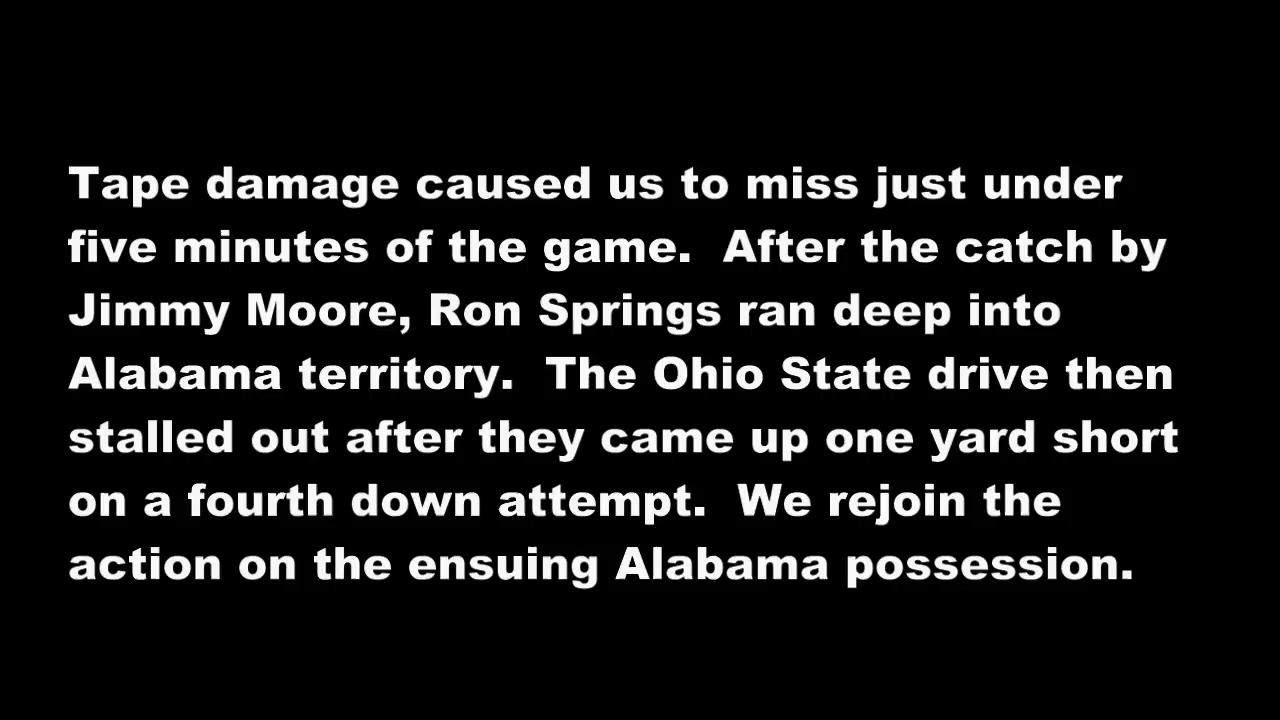 Tape damage caused us to miss just under
five minutes of the game.  After the catch by
Jimmy Moore, Ron Springs ran deep into
Alabama territory.  The Ohio State drive then
stalled out after they came up one yard short
on a fourth down attempt.  We rejoin the
action on the ensuing Alabama possession.